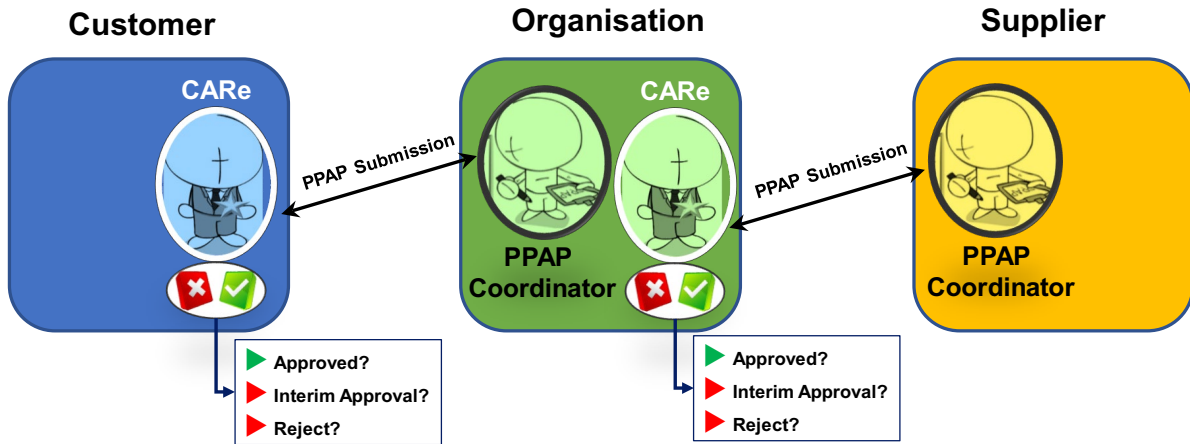 Customer
Organisation
Supplier
CARe
CARe
PPAP Submission
PPAP Submission
PPAP
Coordinator
PPAP
Coordinator
Approved?
Interim Approval?
Reject?
Approved?
Interim Approval?
Reject?